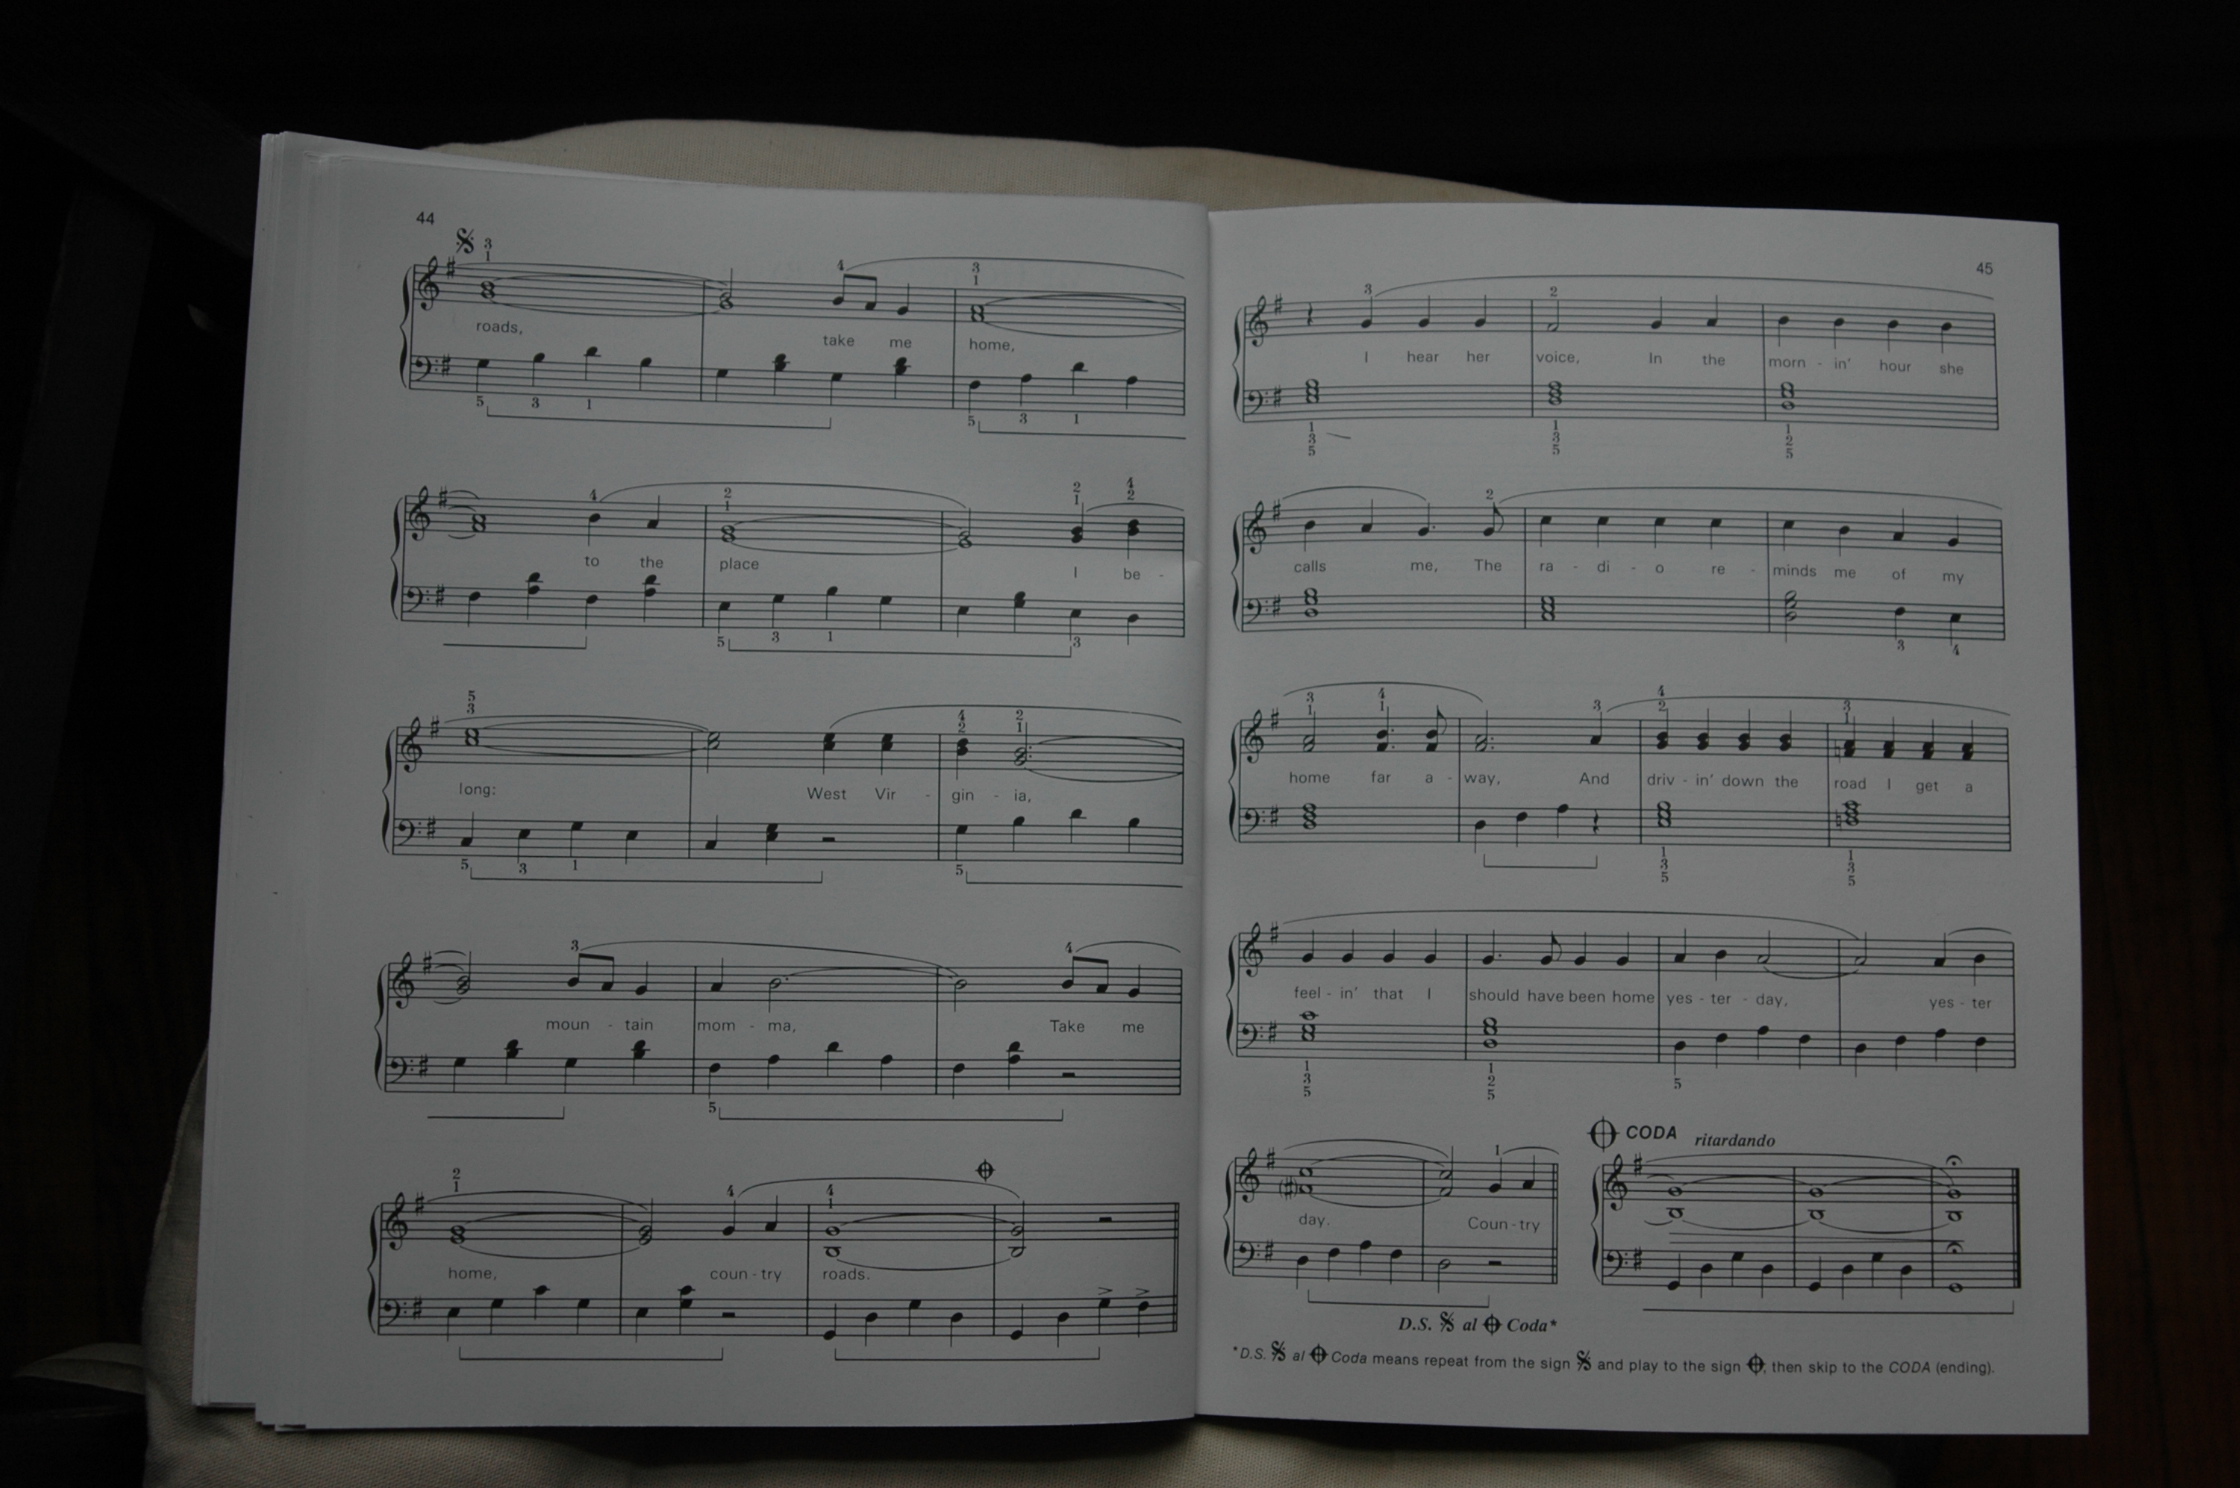 44
roads, take me home,
to the place I be -
long: West Vir - gin - ia,
moun - tain mom - ma, Take me
home, coun - try roads.
45
I hear her voice, In the morn - in' hour she
calls me, The ra - di - o re - minds me of my
home far a - way, And driv - in' down the road I get a
feel - in' that I should have been home yes - ter - day, yes - ter
day. Coun - try
CODA ritardando
D.S. 𝄋 al 𝄌 Coda*
*D.S. 𝄋 al 𝄌 Coda means repeat from the sign 𝄋 and play to the sign 𝄌, then skip to the CODA (ending).